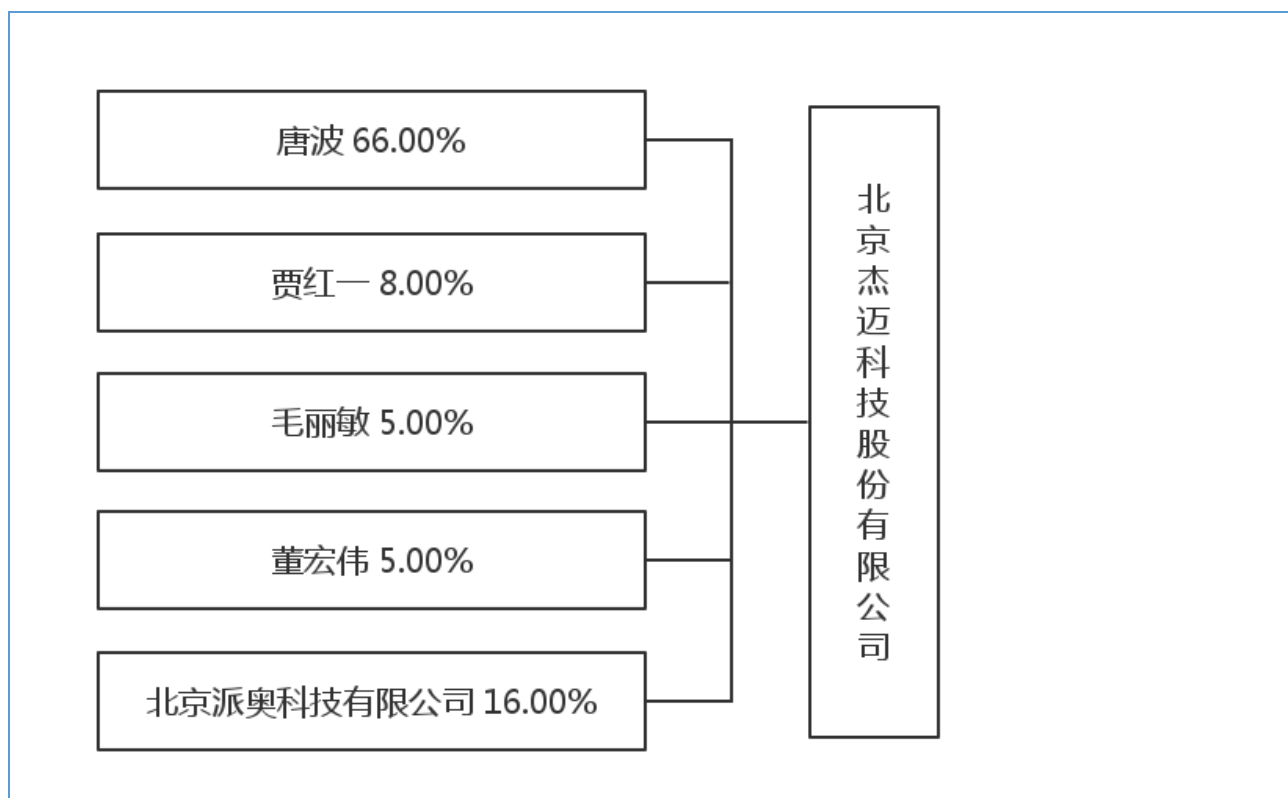 唐波 66.00%
贾红一 8.00%
毛丽敏 5.00%
董宏伟 5.00%
北京派奥科技有限公司 16.00%
北京杰迈科技股份有限公司